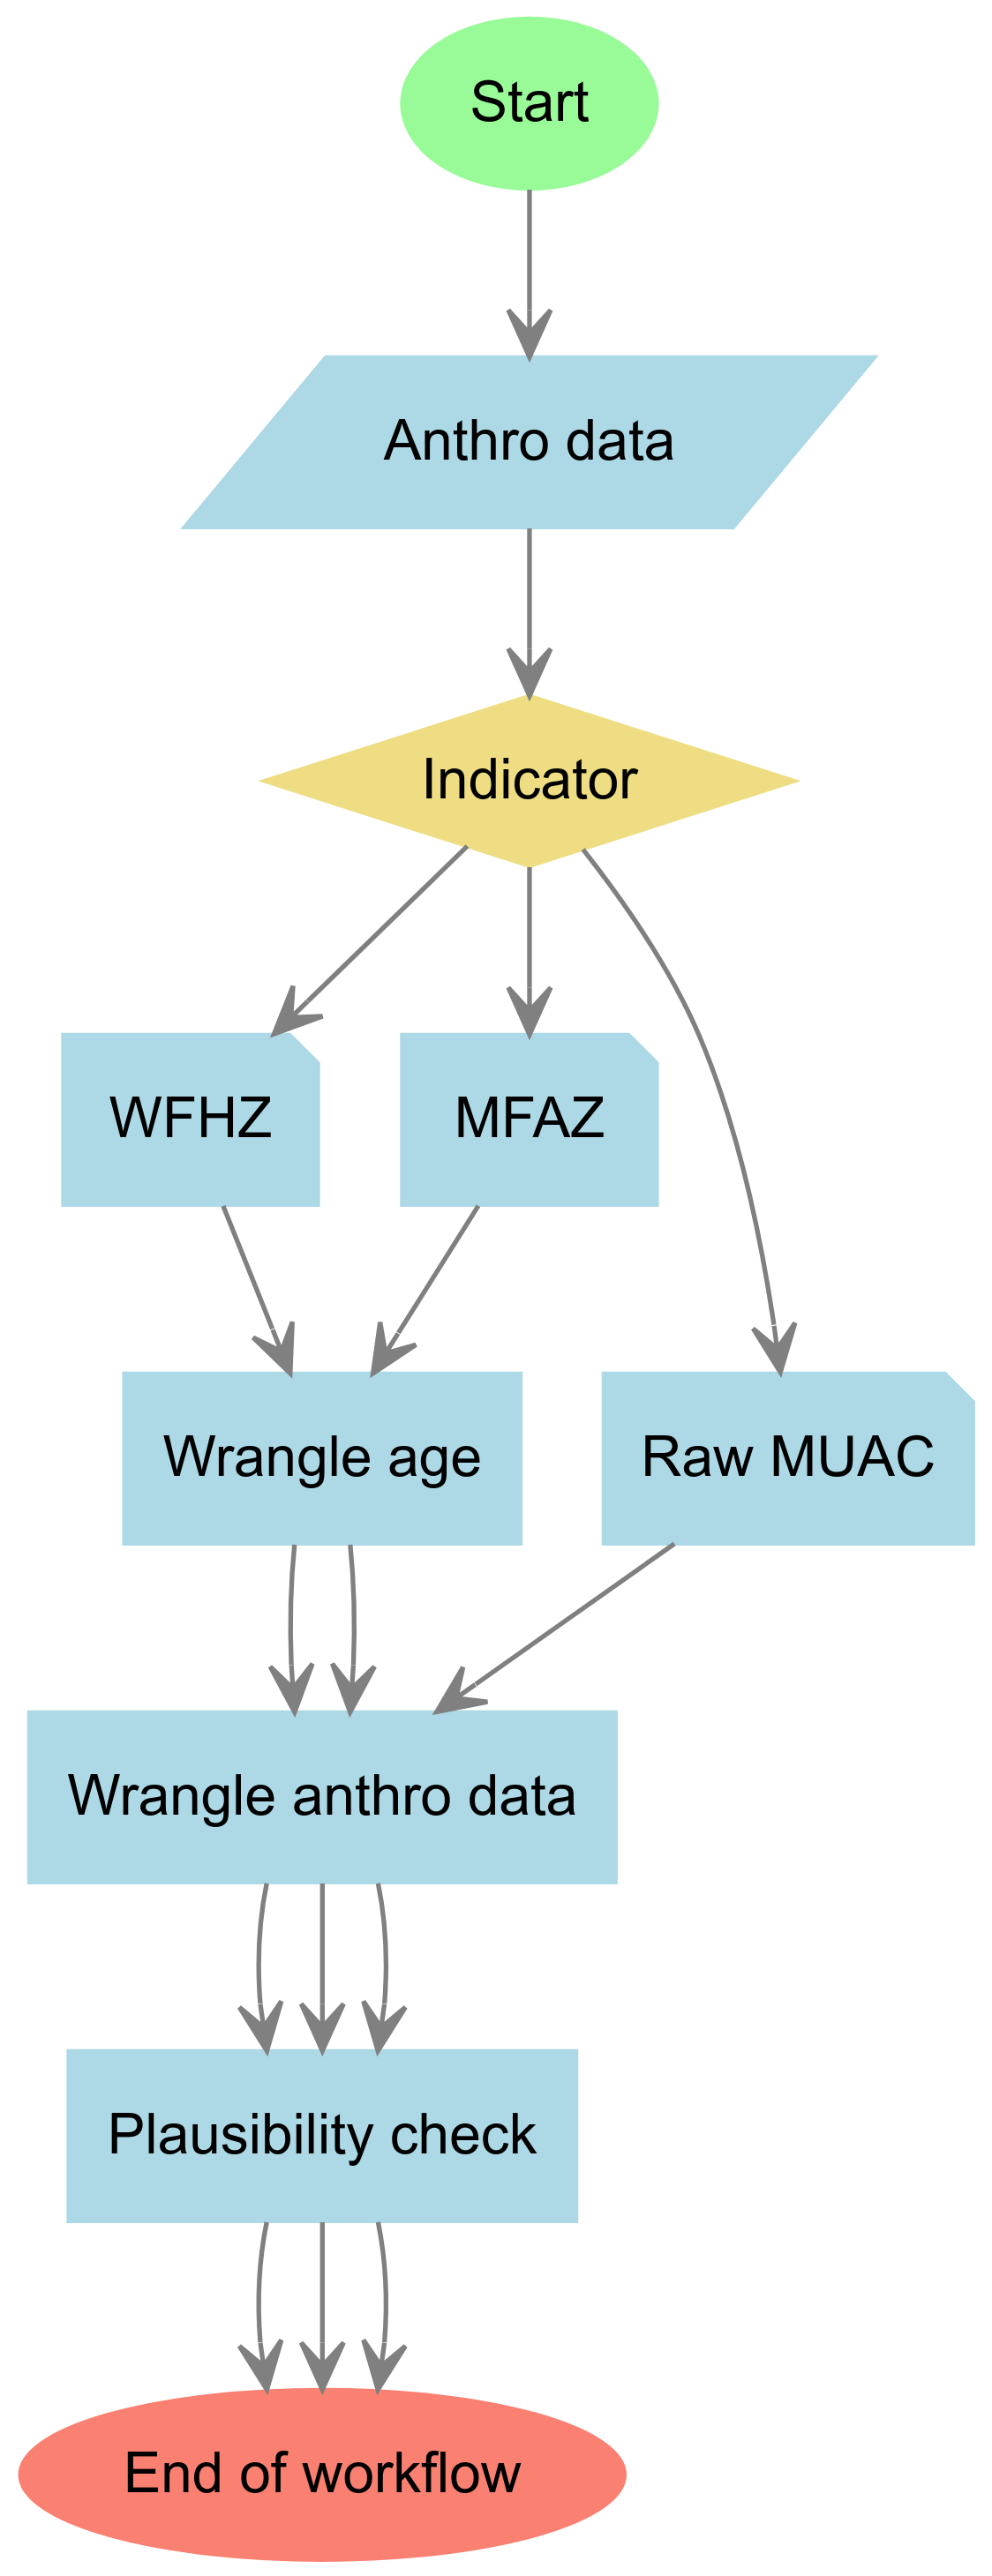 Start
Anthro data
Indicator
WFHZ
MFAZ
Wrangle age
Raw MUAC
Wrangle anthro data
Plausibility check
End of workflow